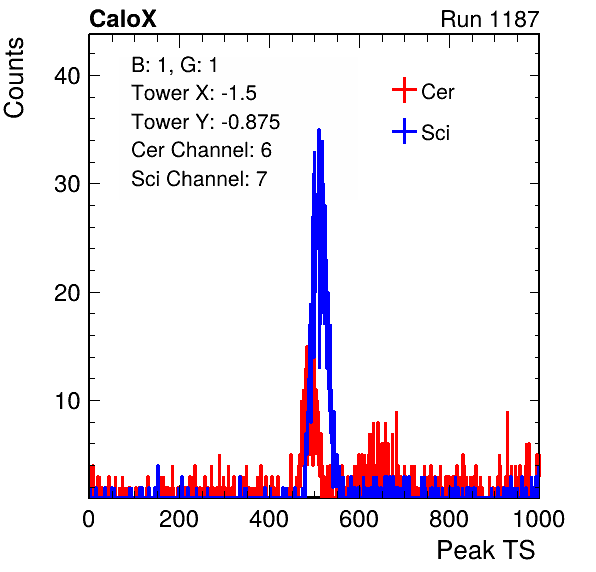 CaloX Run 1187
Counts
B: 1, G: 1
Tower X: -1.5
Tower Y: -0.875
Cer Channel: 6
Sci Channel: 7
Cer
Sci
40
30
20
10
0 200 400 600 800 1000
Peak TS